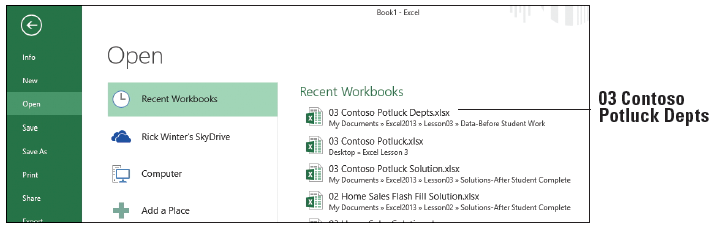 Book1 - Excel
Info
New
Open
Save
Save As
Print
Share
Export
Open
Recent Workbooks
Rick Winter's SkyDrive
Computer
Add a Place
Recent Workbooks
03 Contoso Potluck Depts.xlsx
My Documents » Excel2013 » Lesson03 » Data-Before Student Work
03 Contoso Potluck.xlsx
Desktop » Excel Lesson 3
03 Contoso Potluck Solution.xlsx
My Documents » Excel2013 » Lesson03 » Solutions-After Student Complete
02 Home Sales Flash Fill Solution.xlsx
My Documents » Excel2013 » Lesson02 » Solutions-After Student Complete
03 Contoso
Potluck Depts